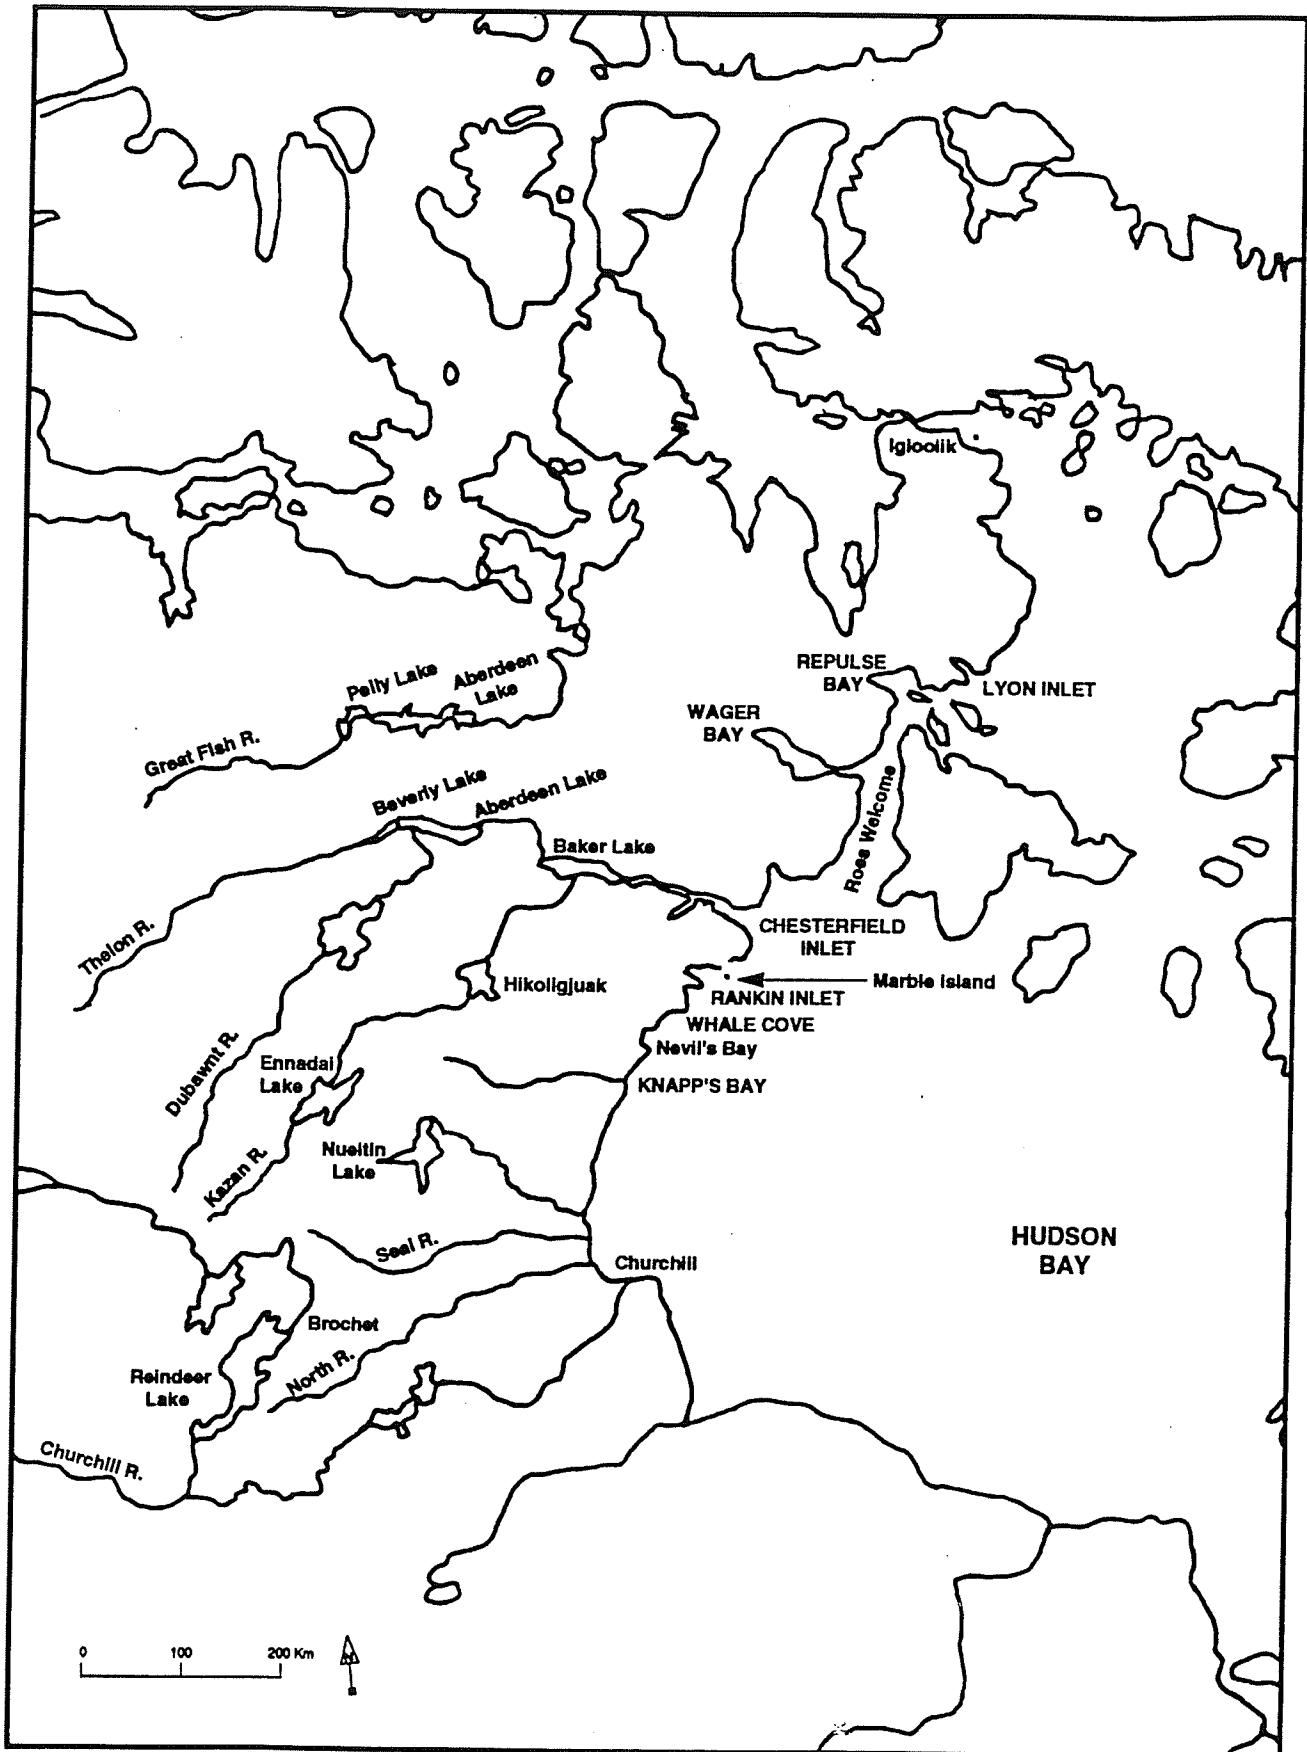 Igloolik
REPULSE
BAY
LYON INLET
Pelly Lake
Aberdeen
Lake
WAGER
BAY
Great Fish R.
Ross Welcome
Beverly Lake
Aberdeen Lake
Baker Lake
CHESTERFIELD
INLET
Thelon R.
Hikoligjuak
Marble Island
RANKIN INLET
WHALE COVE
Nevil's Bay
Dubawnt R.
Ennadai
Lake
KNAPP'S BAY
Nueltin
Lake
Kazan R.
HUDSON
BAY
Seal R.
Churchill
Brochet
Reindeer
Lake
North R.
Churchill R.
0 100 200 Km
N